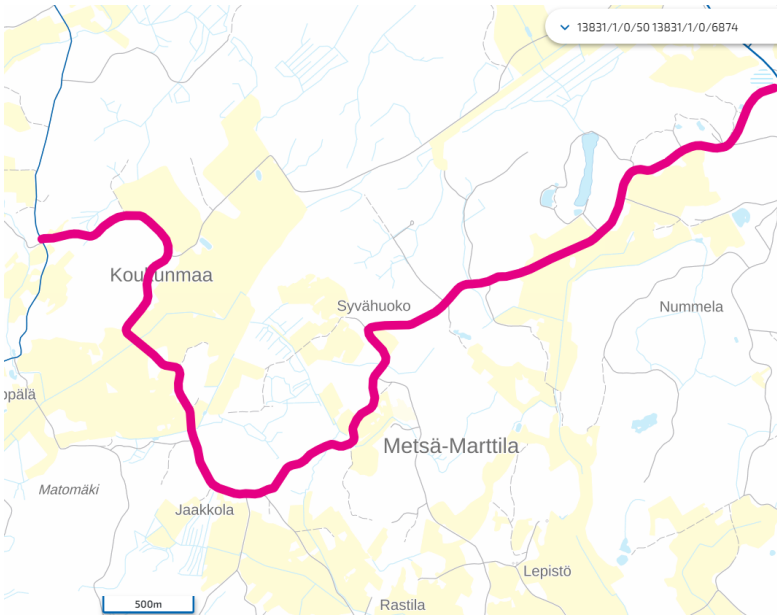 13831/1/0/50 13831/1/0/6874
Syvähuoko
Nummela
Metsä-Marttila
Matomäki
Jaakkola
Lepistö
500m
Rastila